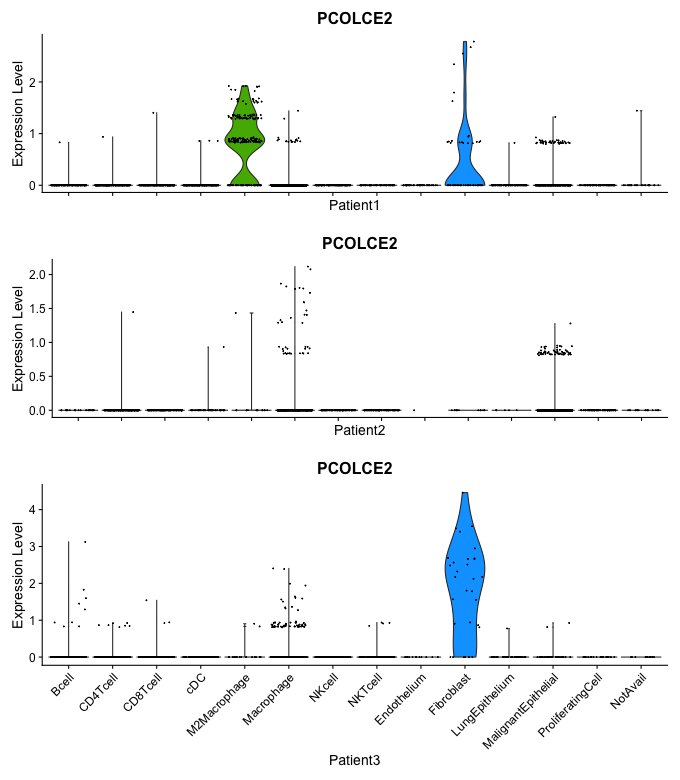 PCOLCE2
Expression Level
2
1
0
Patient1
PCOLCE2
Expression Level
2.0
1.5
1.0
0.5
0.0
Patient2
PCOLCE2
Expression Level
4
3
2
1
0
Bcell
CD4Tcell
CD8Tcell
cDC
M2Macrophage
Macrophage
NKcell
NKTcell
Endothelium
Fibroblast
LungEpithelium
MalignantEpithelial
ProliferatingCell
NotAvail
Patient3